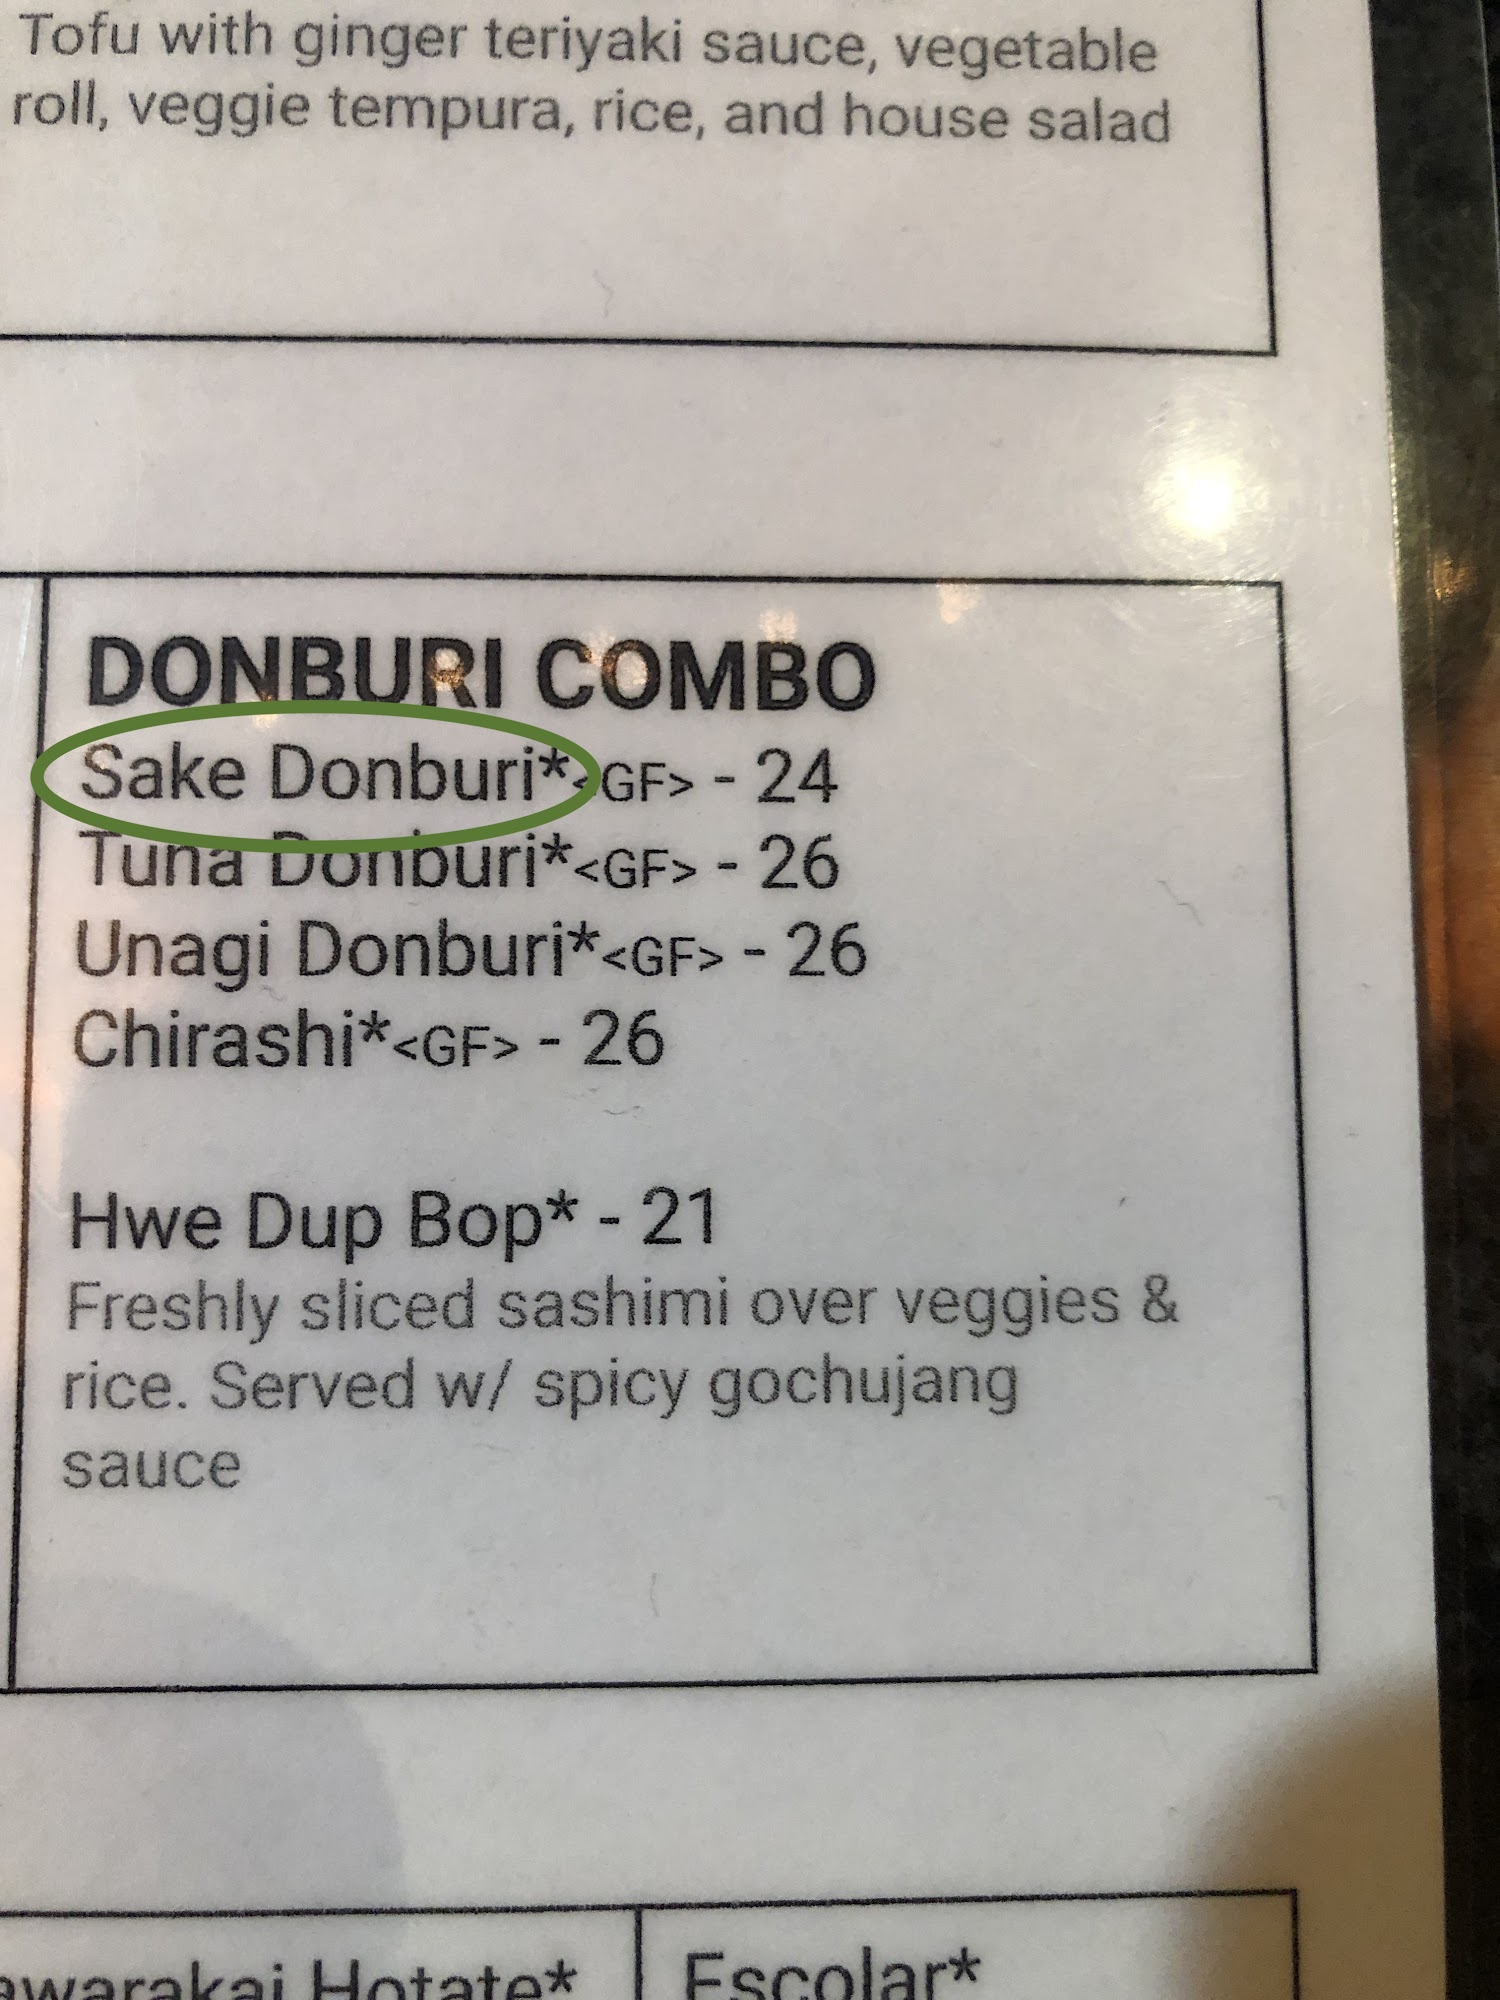 Tofu with ginger teriyaki sauce, vegetable
roll, veggie tempura, rice, and house salad
DONBURI COMBO
Sake Donburi*<GF> - 24
Tuna Donburi*<GF> - 26
Unagi Donburi*<GF> - 26
Chirashi*<GF> - 26
Hwe Dup Bop* - 21
Freshly sliced sashimi over veggies &
rice. Served w/ spicy gochujang
sauce
Hotate*
Escolar*